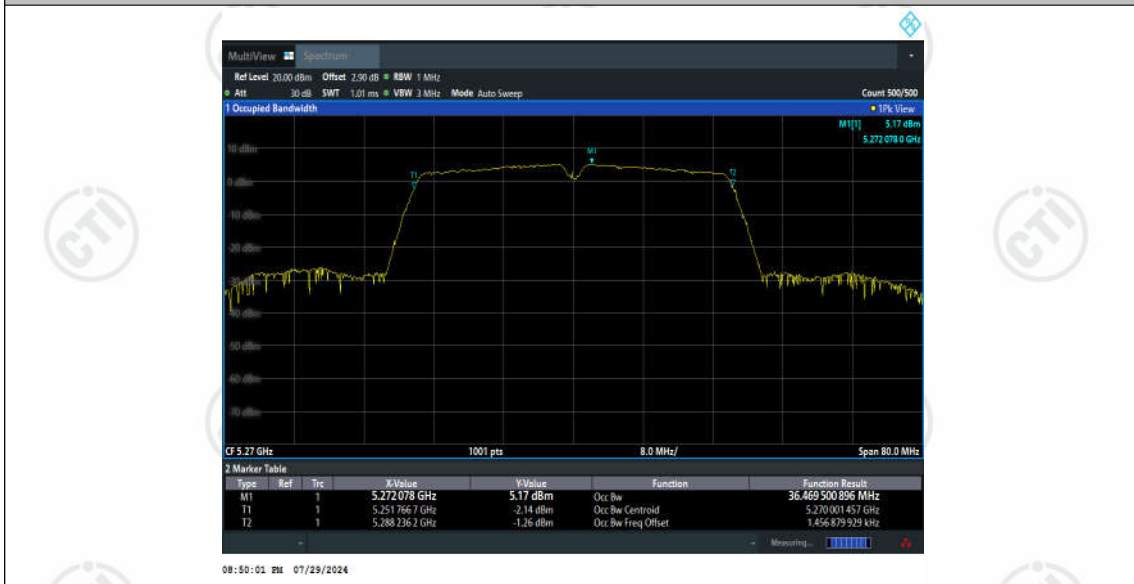 MultiView Spectrum
Ref Level 20.00 dBm Offset 2.90 dB RBW 1 MHz
Att 30 dB SWT 1.01 ms VBW 3 MHz Mode Auto Sweep Count 500/500
1 Occupied Bandwidth 1Pk View
M1[1] 5.17 dBm
5.272 078 0 GHz
10 dBm
M1
T1
T2
0 dBm
-10 dBm
-20 dBm
-30 dBm
-40 dBm
-50 dBm
-60 dBm
-70 dBm
CTI
CTI
CF 5.27 GHz 1001 pts 8.0 MHz/ Span 80.0 MHz
2 Marker Table
Type Ref Trc X-Value Y-Value Function Function Result
M1 1 5.272 078 GHz 5.17 dBm Occ Bw 36.469 500 896 MHz
T1 1 5.251 766 7 GHz -2.14 dBm Occ Bw Centroid 5.270 001 457 GHz
T2 1 5.288 236 2 GHz -1.26 dBm Occ Bw Freq Offset 1.456 879 929 kHz
Measuring...
08:50:01 PM 07/29/2024